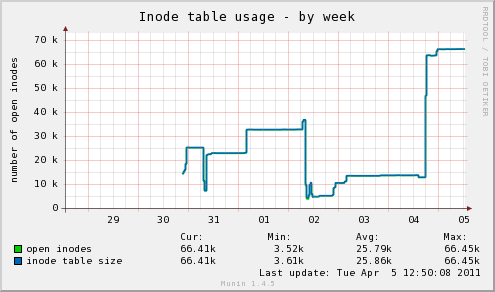 Inode table usage - by week
RRDTOOL / TOBI OETIKER
number of open inodes
70 k
60 k
50 k
40 k
30 k
20 k
10 k
0
29 30 31 01 02 03 04 05
Cur: Min: Avg: Max:
open inodes 66.41k 3.52k 25.79k 66.45k
inode table size 66.41k 3.61k 25.86k 66.45k
Last update: Tue Apr 5 12:50:08 2011
Munin 1.4.5